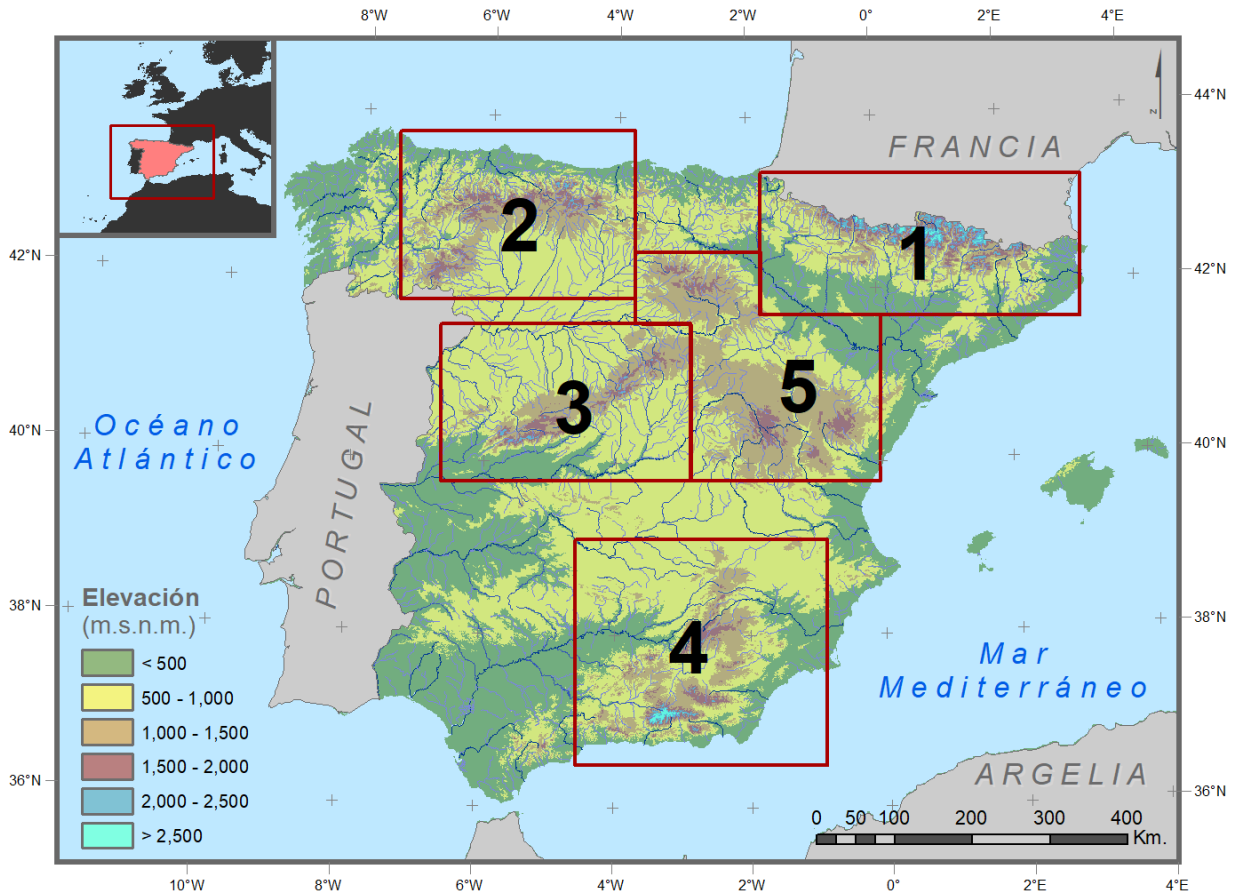 8°W 6°W 4°W 2°W 0° 2°E 4°E
44°N
FRANCIA
2
1
42°N 42°N
5
3
Océano
Atlántico
PORTUGAL
40°N 40°N
38°N 38°N
4
Elevación
(m.s.n.m.)
< 500
500 - 1,000
1,000 - 1,500
1,500 - 2,000
2,000 - 2,500
> 2,500
Mar
Mediterráneo
36°N 36°N
ARGELIA
0 50 100 200 300 400
Km.
10°W 8°W 6°W 4°W 2°W 0° 2°E 4°E
N